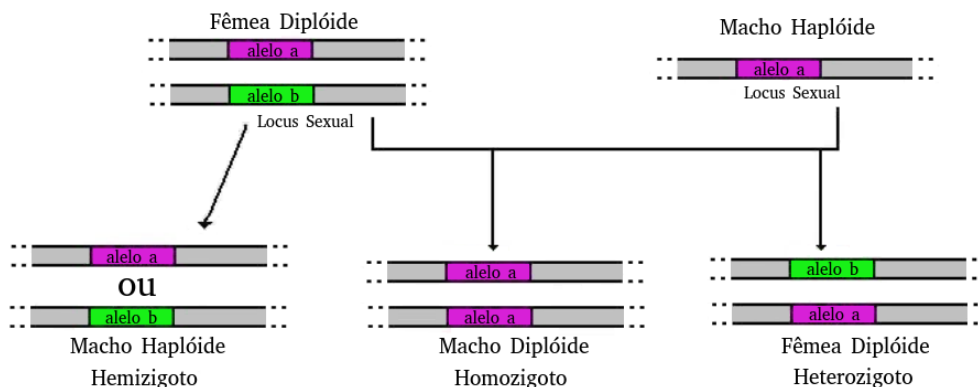 Fêmea Diplóide
alelo a
alelo b
Locus Sexual
Macho Haplóide
alelo a
Locus Sexual
alelo a
ou
alelo b
Macho Haplóide
Hemizigoto
alelo a
alelo a
Macho Diplóide
Homozigoto
alelo b
alelo a
Fêmea Diplóide
Heterozigoto